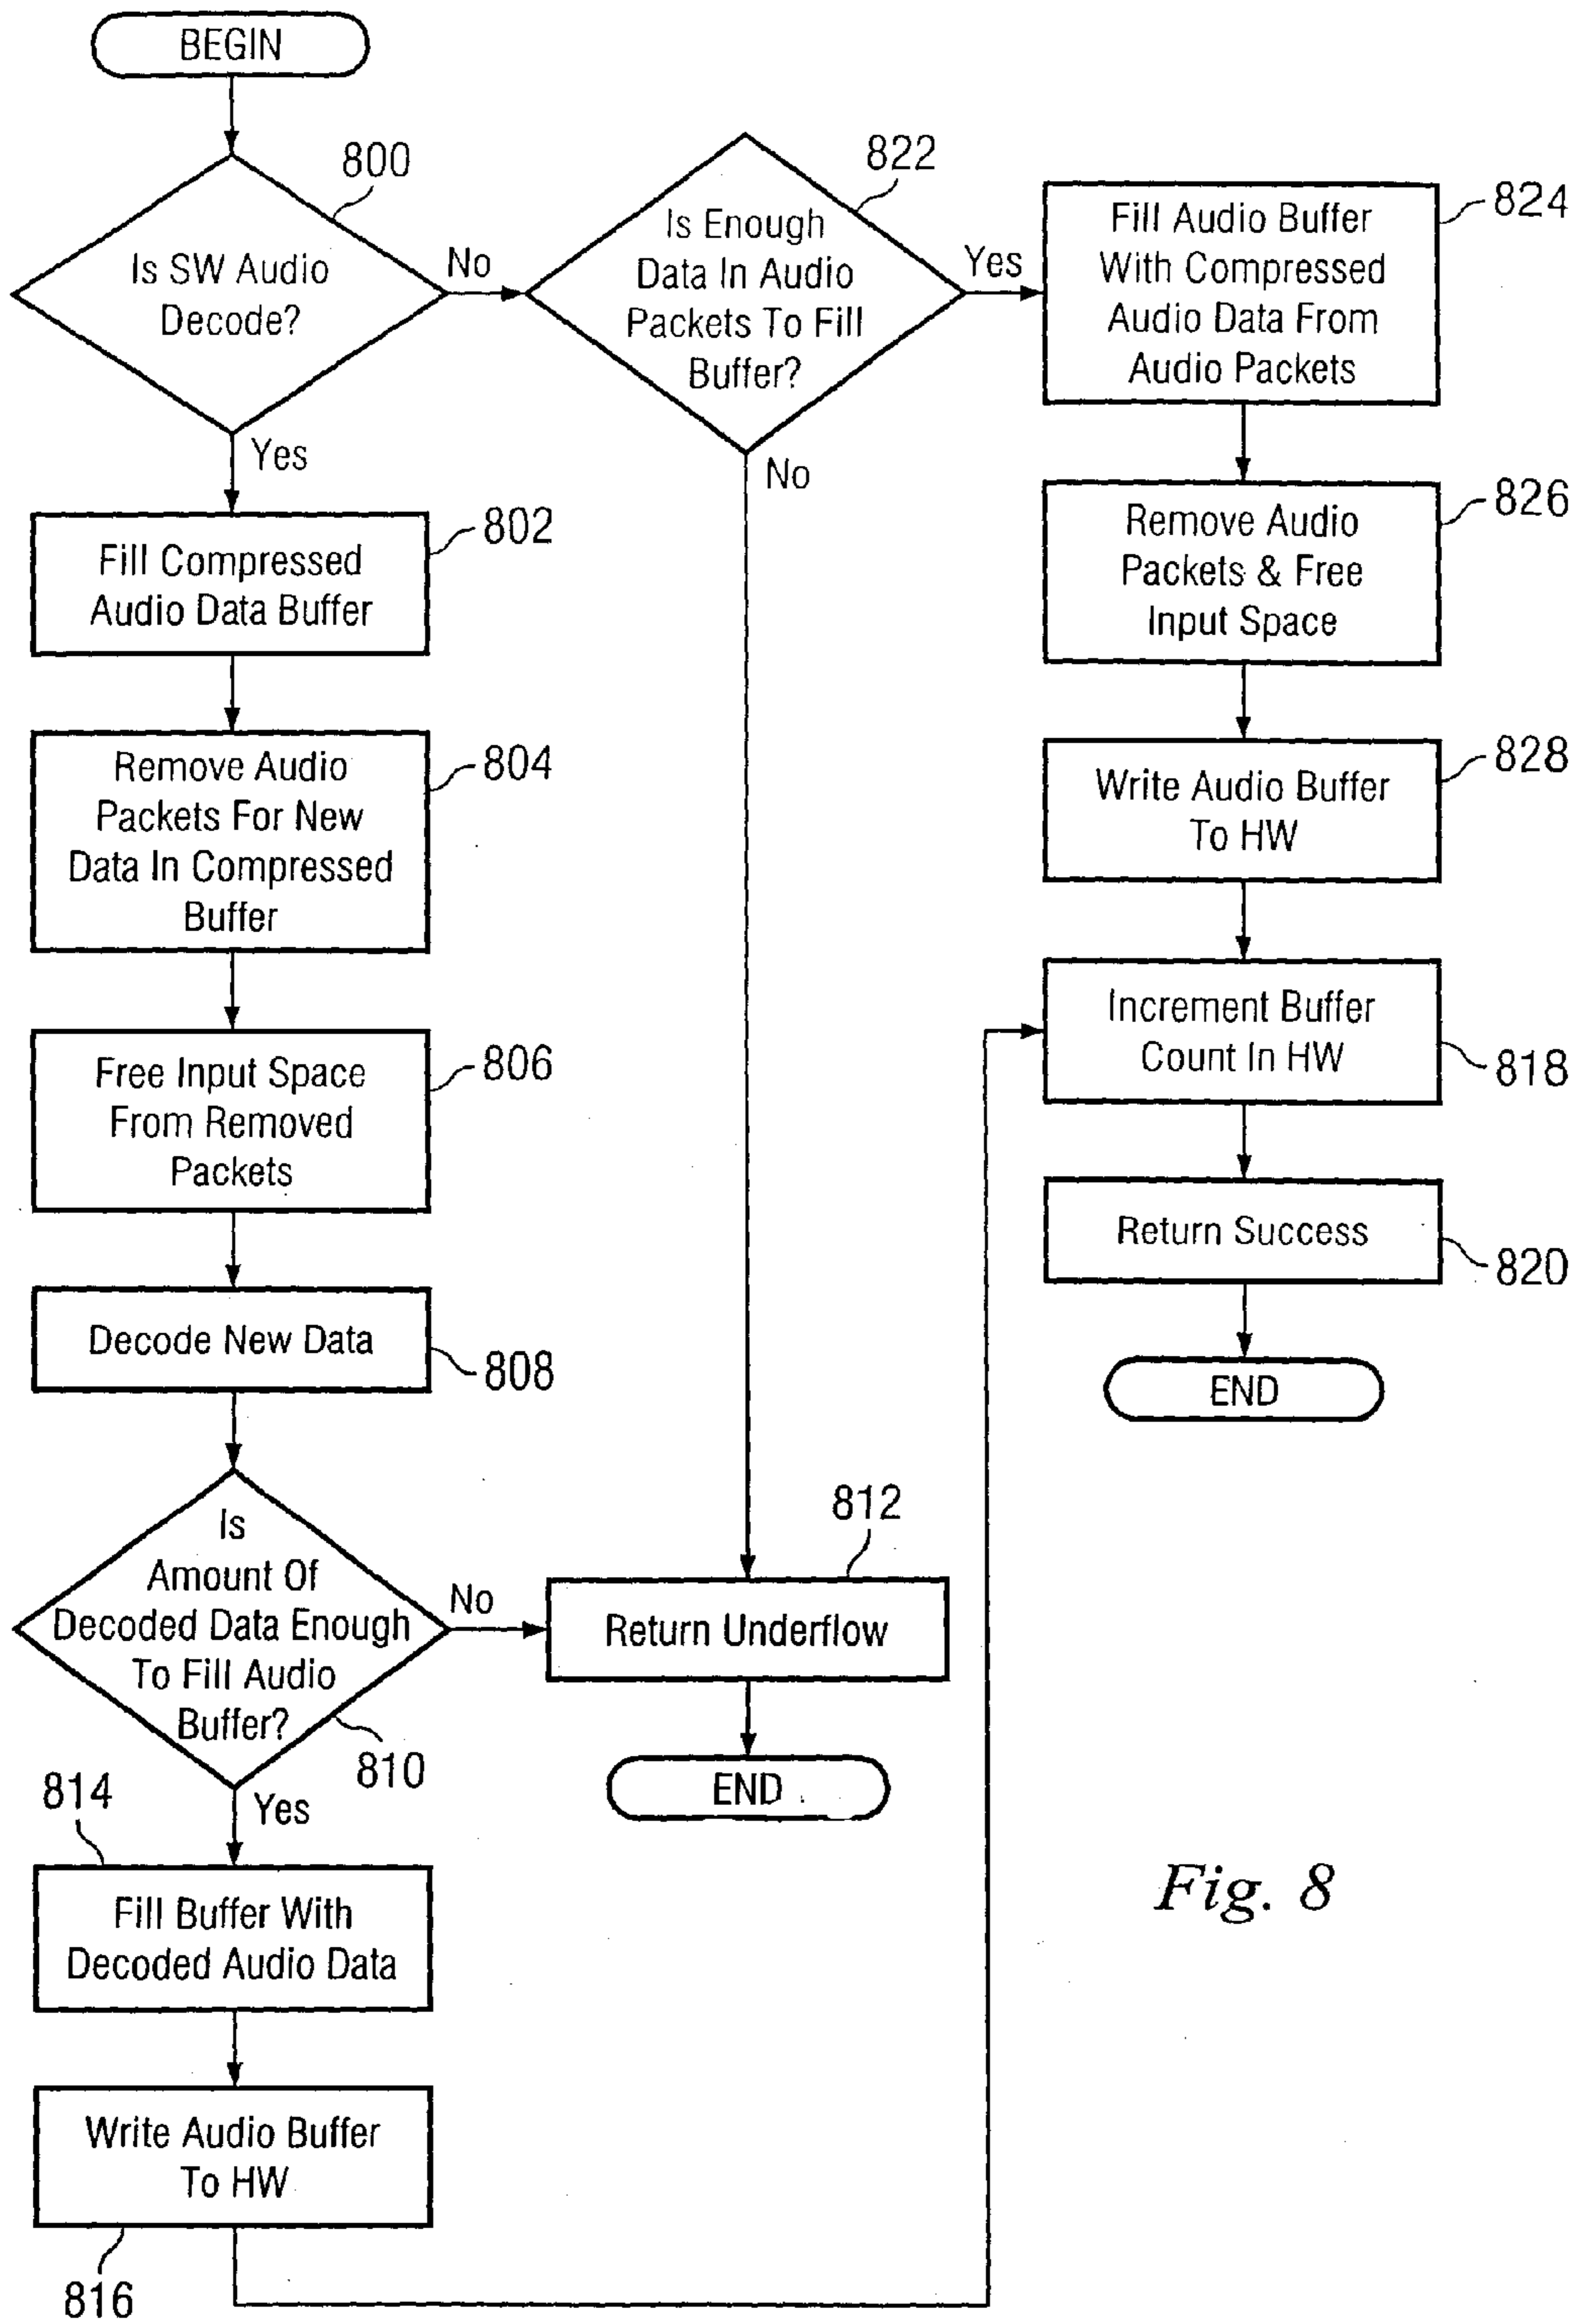 BEGIN
800
Is SW Audio
Decode?
No
Yes
802
Fill Compressed
Audio Data Buffer
804
Remove Audio
Packets For New
Data In Compressed
Buffer
806
Free Input Space
From Removed
Packets
Decode New Data
808
Is
Amount Of
Decoded Data Enough
To Fill Audio
Buffer?
810
No
Yes
814
Fill Buffer With
Decoded Audio Data
Write Audio Buffer
To HW
816
822
Is Enough
Data In Audio
Packets To Fill
Buffer?
Yes
No
812
Return Underflow
END
824
Fill Audio Buffer
With Compressed
Audio Data From
Audio Packets
826
Remove Audio
Packets & Free
Input Space
828
Write Audio Buffer
To HW
Increment Buffer
Count In HW
818
Return Success
820
END
Fig. 8